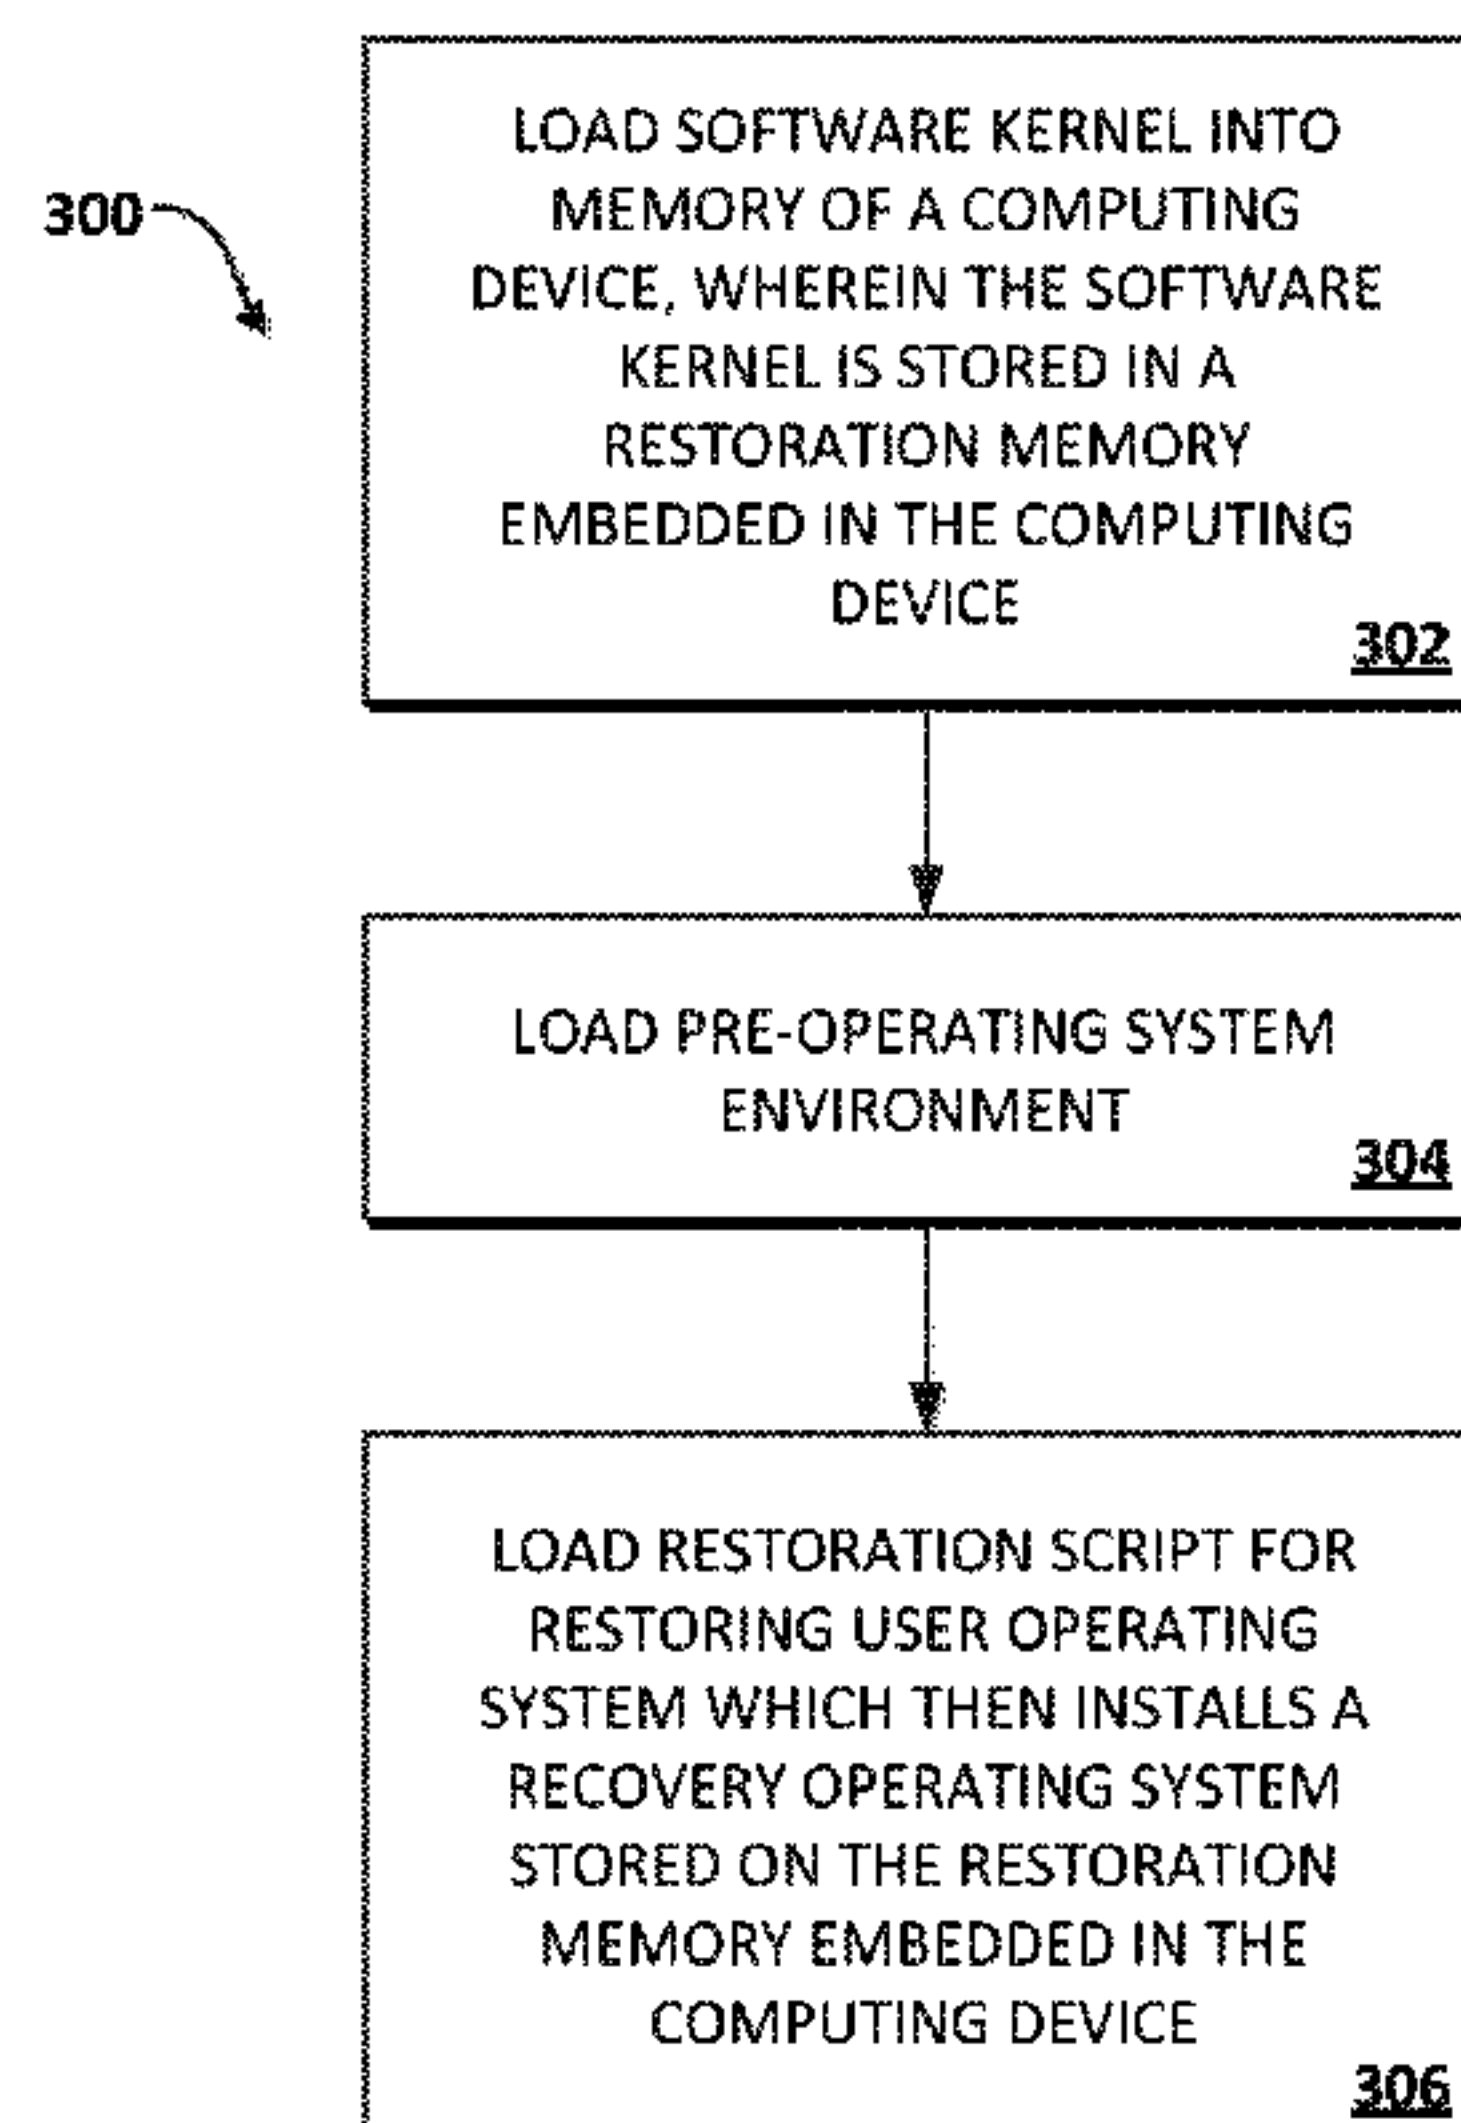 LOAD SOFTWARE KERNEL INTO
300
MEMORY OF A COMPUTING
DEVICE, WHEREIN THE SOFTWARE
KERNEL IS STORED IN A
RESTORATION MEMORY
EMBEDDED IN THE COMPUTING
DEVICE
302
LOAD PRE-OPERATING SYSTEM
ENVIRONMENT
304
LOAD RESTORATION SCRIPT FOR
RESTORING USER OPERATING
SYSTEM WHICH THEN INSTALLS A
RECOVERY OPERATING SYSTEM
STORED ON THE RESTORATION
MEMORY EMBEDDED IN THE
COMPUTING DEVICE
306